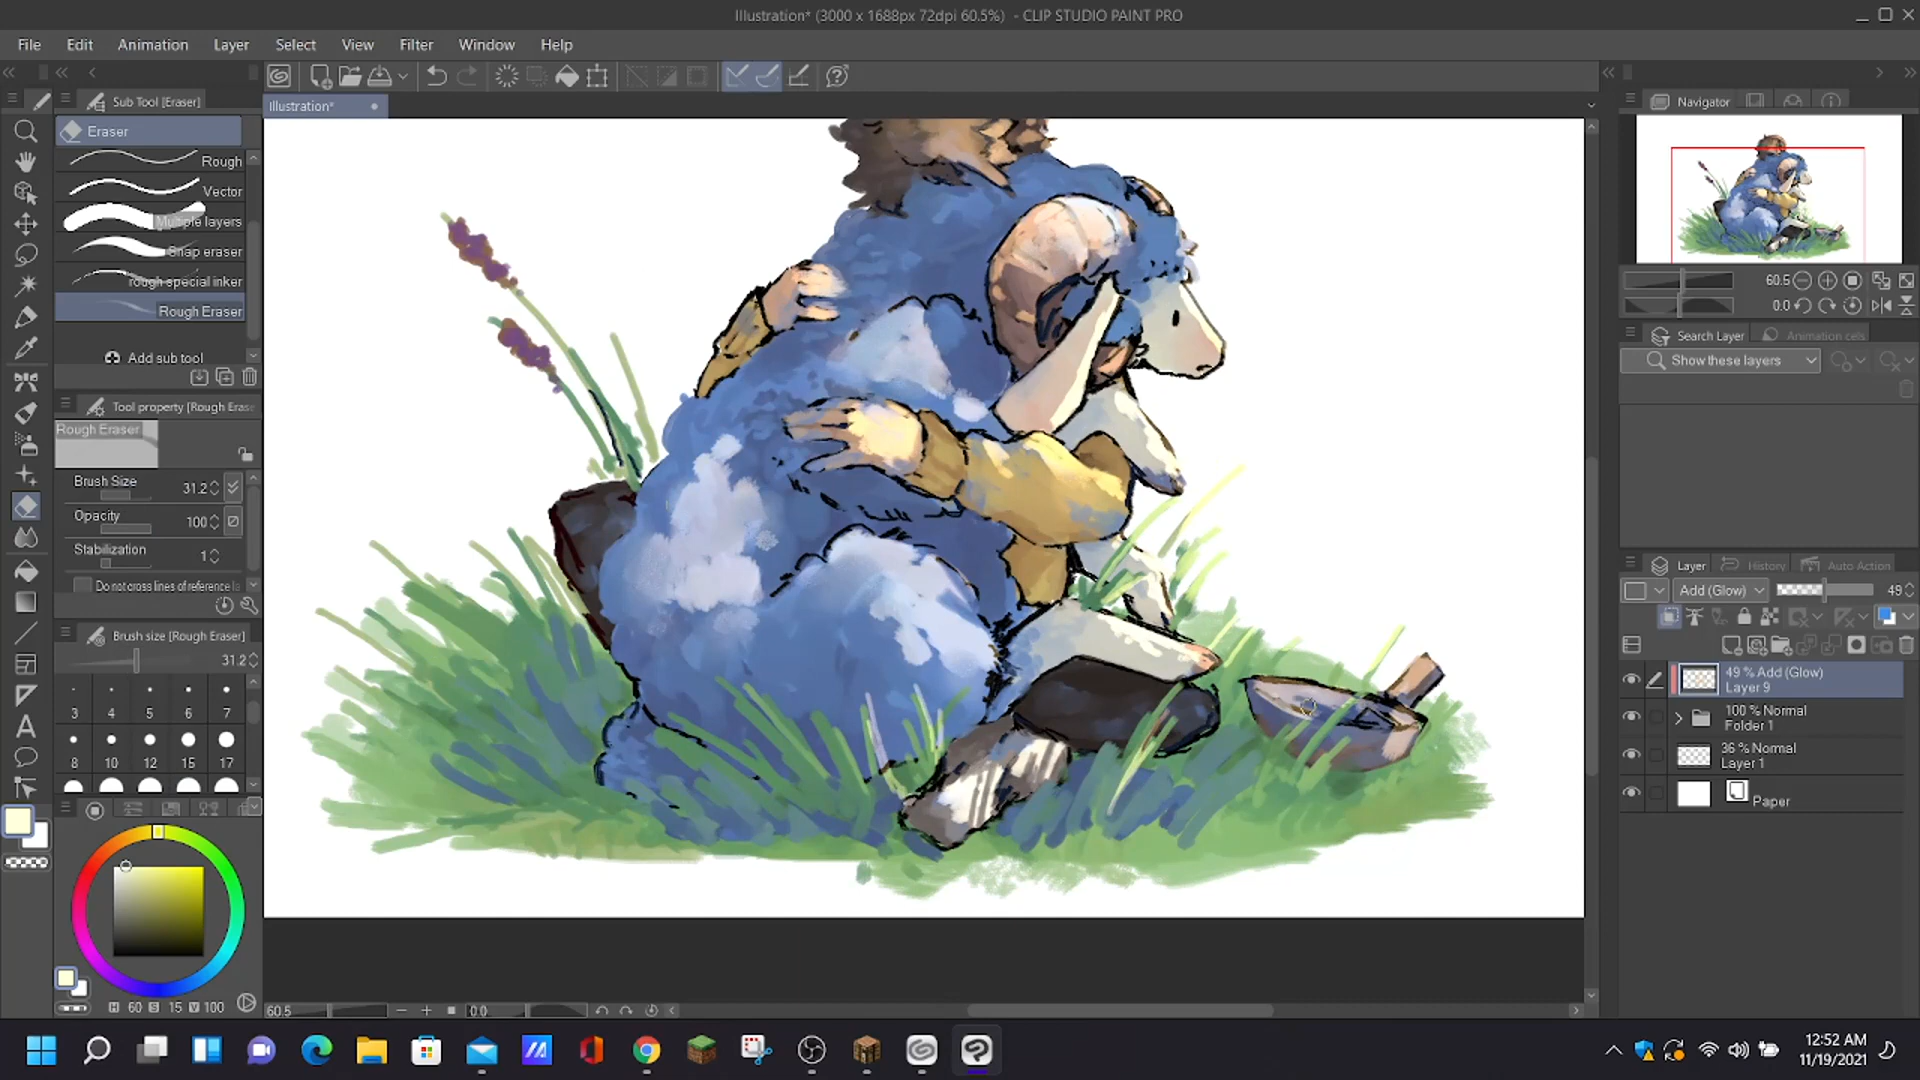 Illustration* (3000 x 1688px 72dpi 60.5%) - CLIP STUDIO PAINT PRO
File Edit Animation Layer Select View Filter Window Help
Sub Tool [Eraser]
Illustration*
Navigator
Eraser
Rough
Vector
Multiple layers
Snap eraser
rough special inker
Rough Eraser
Add sub tool
60.5
0.0
Search Layer Animation cels
Show these layers
Tool property [Rough Eras
Rough Eraser
Brush Size 31.2
Opacity 100
Stabilization 1
Do not cross lines of reference la
Layer History Auto Action
Add (Glow) 49
Brush size [Rough Eraser]
31.2
3 4 5 6 7
8 10 12 15 17
49 % Add (Glow)
Layer 9
100 % Normal
Folder 1
36 % Normal
Layer 1
Paper
H 60 S 15 V 100
60.5 0.0
12:52 AM
11/19/2021